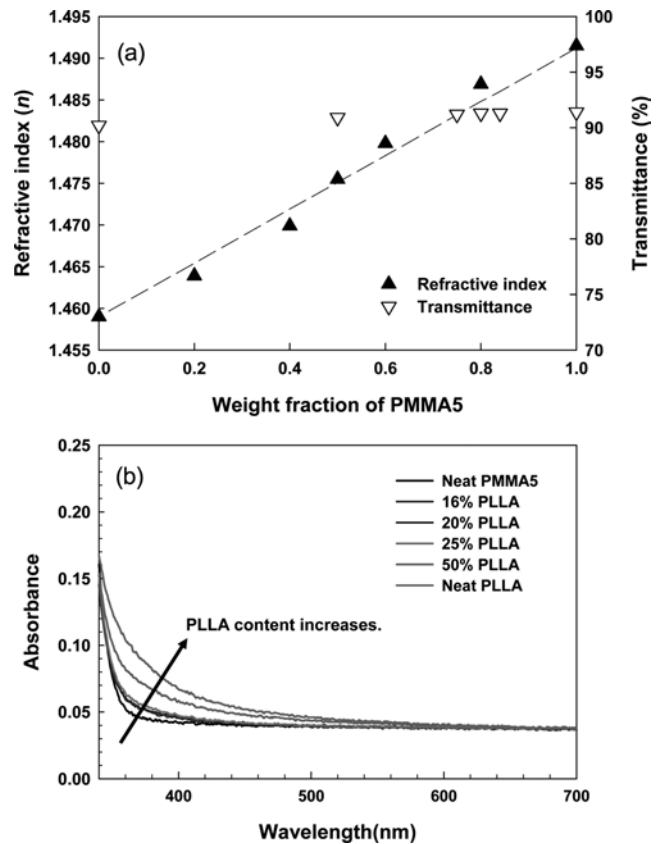 (a)
Refractive index (n)
1.495
1.490
1.485
1.480
1.475
1.470
1.465
1.460
1.455
Transmittance (%)
100
95
90
85
80
75
70
Refractive index
Transmittance
0.0 0.2 0.4 0.6 0.8 1.0
Weight fraction of PMMA5
(b)
Absorbance
0.25
0.20
0.15
0.10
0.05
0.00
Neat PMMA5
16% PLLA
20% PLLA
25% PLLA
50% PLLA
Neat PLLA
PLLA content increases.
400 500 600 700
Wavelength(nm)